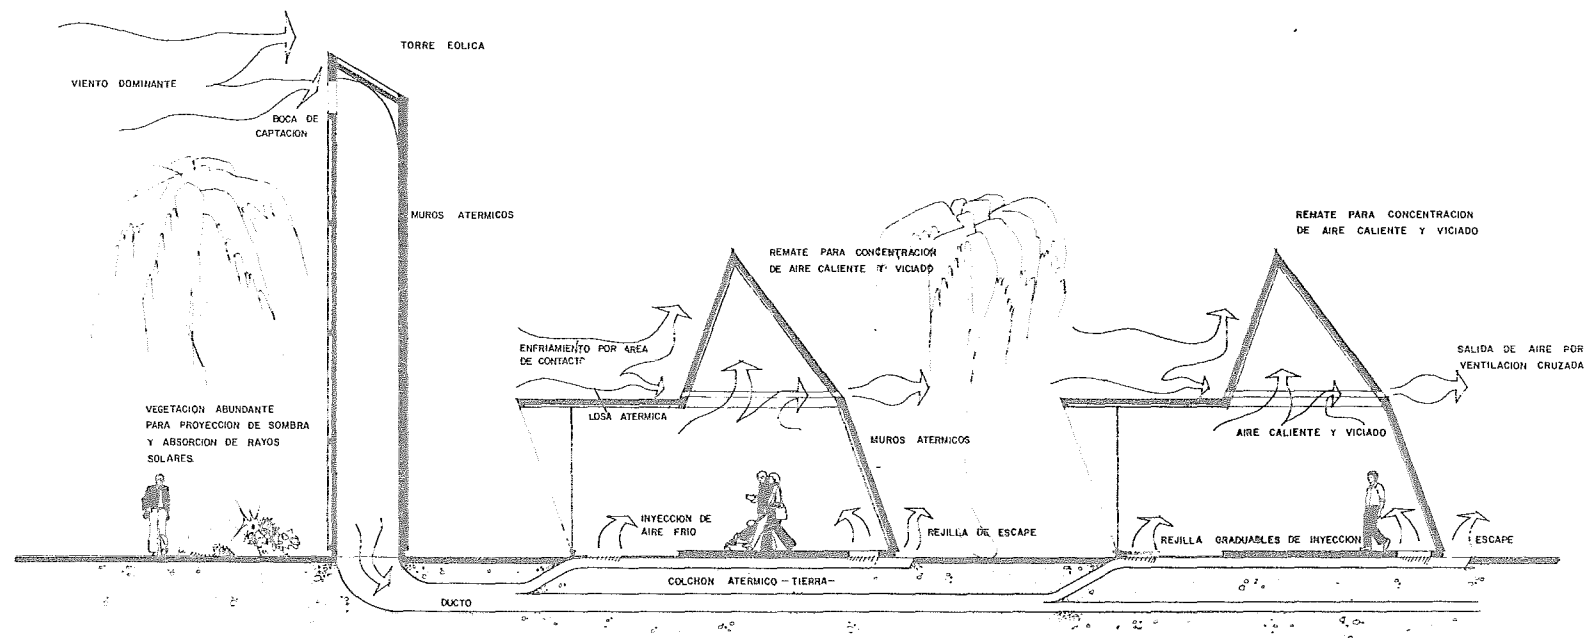 TORRE EOLICA
VIENTO DOMINANTE
BOCA DE
CAPTACION
MUROS ATERMICOS
REMATE PARA CONCENTRACION
DE AIRE CALIENTE Y VICIADO
REMATE PARA CONCENTRACION
DE AIRE CALIENTE Y VICIADO
ENFRIAMIENTO POR AREA
DE CONTACTO
SALIDA DE AIRE POR
VENTILACION CRUZADA
VEGETACION ABUNDANTE
PARA PROYECCION DE SOMBRA
Y ABSORCION DE RAYOS
SOLARES.
LOSA ATERMICA
MUROS ATERMICOS
AIRE CALIENTE Y VICIADO
INYECCION DE
AIRE FRIO
REJILLA DE ESCAPE
REJILLA GRADUABLES DE INYECCION
ESCAPE
COLCHON ATERMICO -TIERRA-
DUCTO